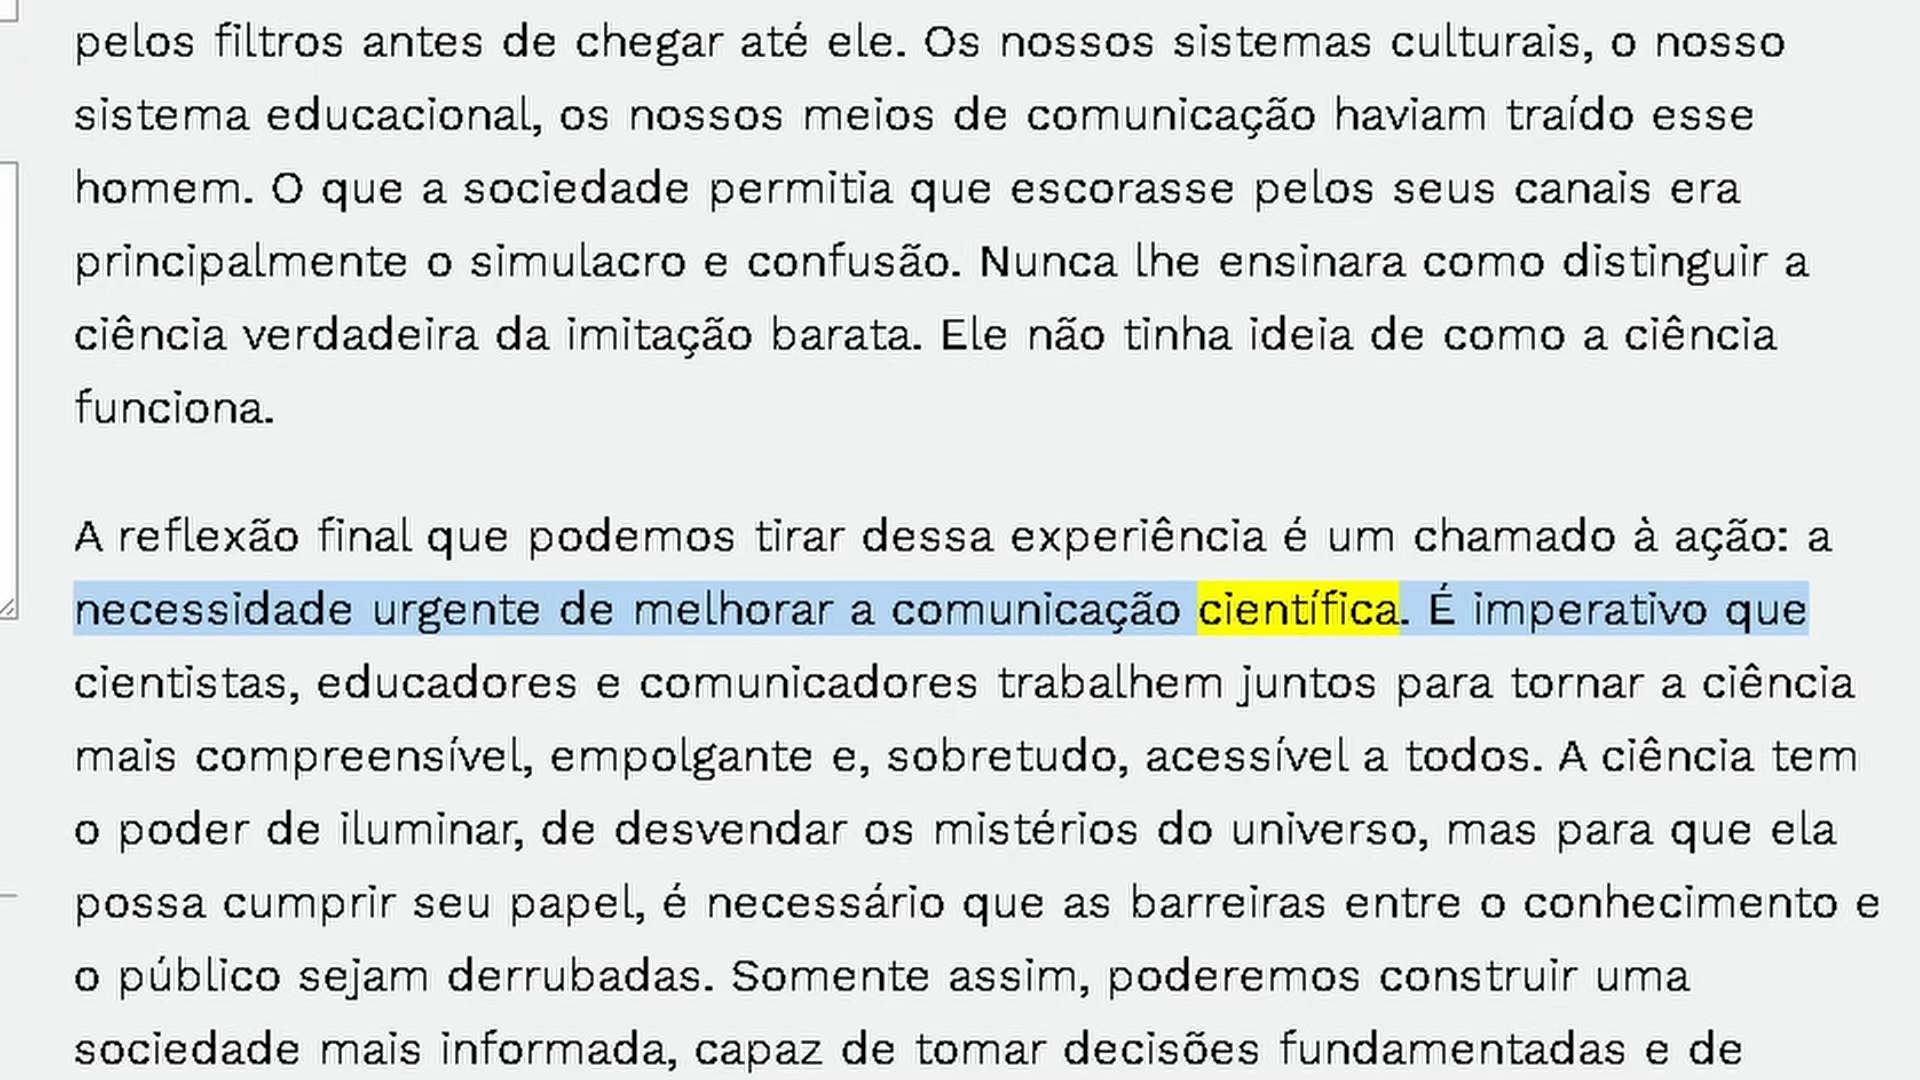 pelos filtros antes de chegar até ele. Os nossos sistemas culturais, o nosso
sistema educacional, os nossos meios de comunicação haviam traído esse
homem. O que a sociedade permitia que escorasse pelos seus canais era
principalmente o simulacro e confusão. Nunca lhe ensinara como distinguir a
ciência verdadeira da imitação barata. Ele não tinha ideia de como a ciência
funciona.
A reflexão final que podemos tirar dessa experiência é um chamado à ação: a
necessidade urgente de melhorar a comunicação científica. É imperativo que
cientistas, educadores e comunicadores trabalhem juntos para tornar a ciência
mais compreensível, empolgante e, sobretudo, acessível a todos. A ciência tem
o poder de iluminar, de desvendar os mistérios do universo, mas para que ela
possa cumprir seu papel, é necessário que as barreiras entre o conhecimento e
o público sejam derrubadas. Somente assim, poderemos construir uma
sociedade mais informada, capaz de tomar decisões fundamentadas e de